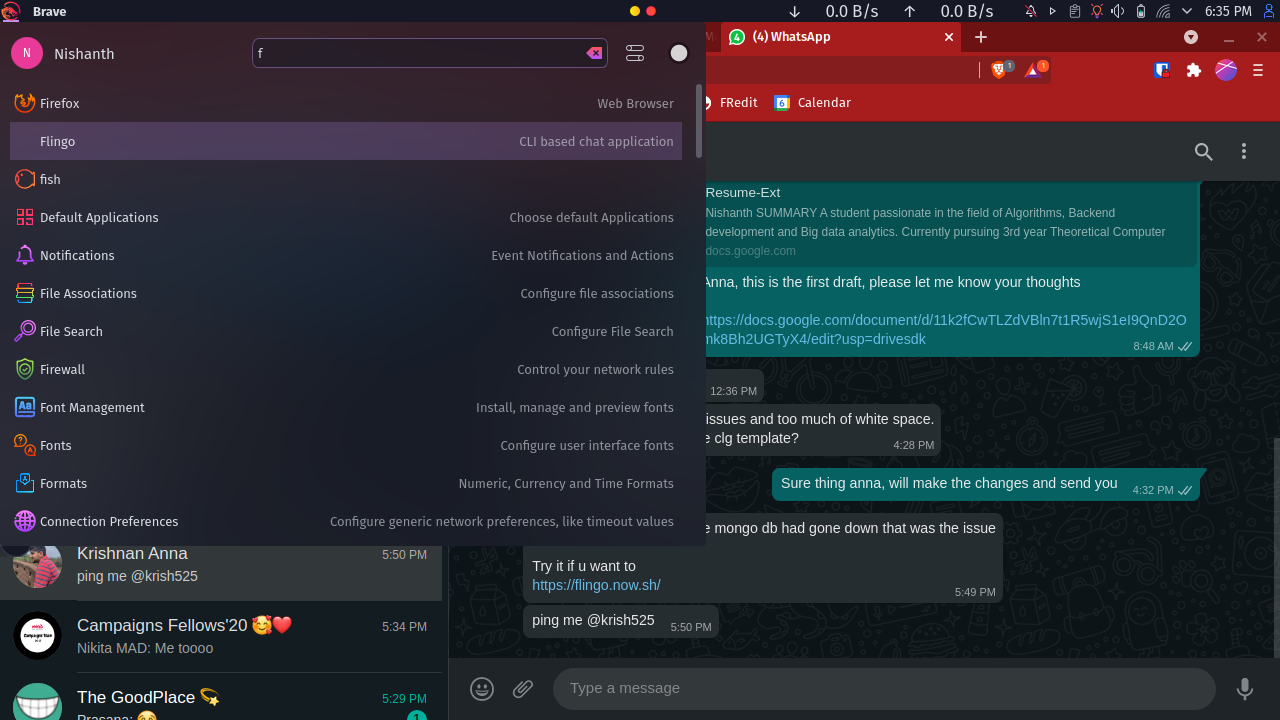 Brave
0.0 B/s
0.0 B/s
6:35 PM
N
Nishanth
f
Firefox
Web Browser
Flingo
CLI based chat application
fish
Default Applications
Choose default Applications
Notifications
Event Notifications and Actions
File Associations
Configure file associations
File Search
Configure File Search
Firewall
Control your network rules
Font Management
Install, manage and preview fonts
Fonts
Configure user interface fonts
Formats
Numeric, Currency and Time Formats
Connection Preferences
Configure generic network preferences, like timeout values
4
(4) WhatsApp
1
1
FRedit
6
Calendar
Resume-Ext
Nishanth SUMMARY A student passionate in the field of Algorithms, Backend
development and Big data analytics. Currently pursuing 3rd year Theoretical Computer
docs.google.com
Anna, this is the first draft, please let me know your thoughts
https://docs.google.com/document/d/11k2fCwTLZdVBln7t1R5wjS1eI9QnD2O
mk8Bh2UGTyX4/edit?usp=drivesdk
8:48 AM
12:36 PM
issues and too much of white space.
e clg template?
4:28 PM
Sure thing anna, will make the changes and send you
4:32 PM
e mongo db had gone down that was the issue
Try it if u want to
https://flingo.now.sh/
5:49 PM
ping me @krish525
5:50 PM
Type a message
Krishnan Anna
5:50 PM
ping me @krish525
Campaigns Fellows'20 🥰❤️
5:34 PM
Nikita MAD: Me toooo
The GoodPlace 💫
5:29 PM
Prasana:
1